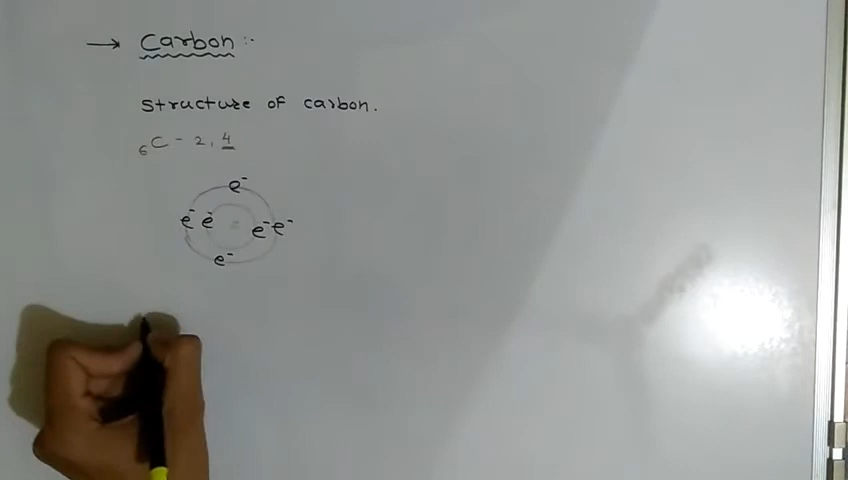 → Carbon :-
structure of carbon.
₆C - 2, 4
e⁻
e⁻ e⁻ e⁻ e⁻
e⁻